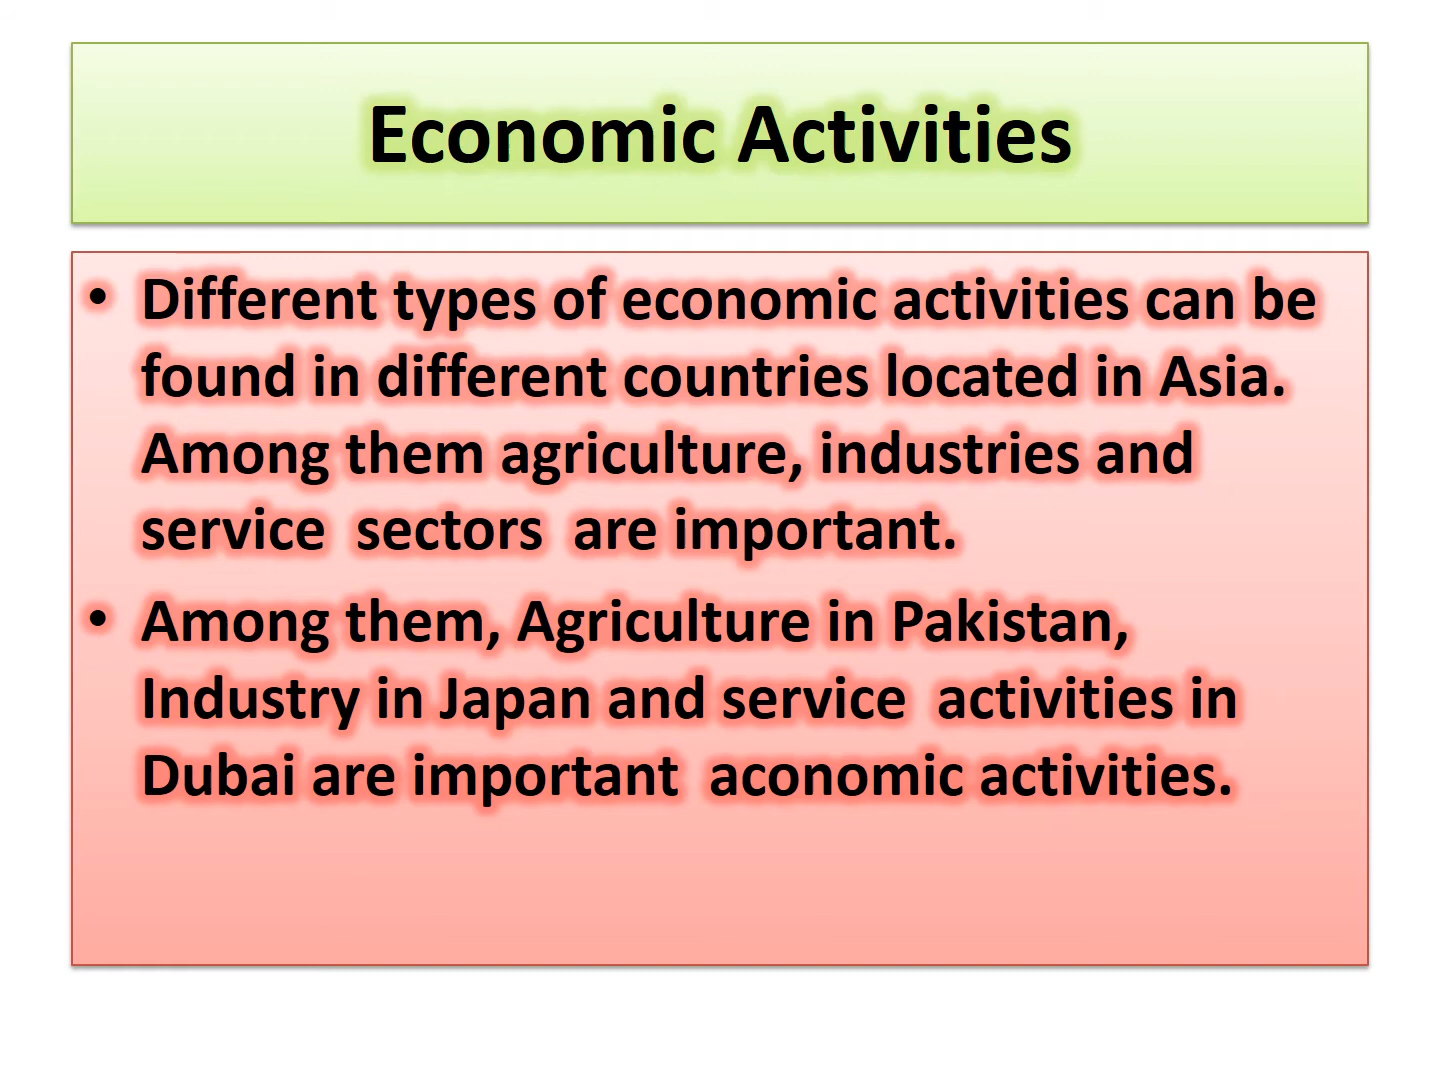 Economic Activities
• Different types of economic activities can be
found in different countries located in Asia.
Among them agriculture, industries and
service  sectors  are important.
• Among them, Agriculture in Pakistan,
Industry in Japan and service  activities in
Dubai are important  aconomic activities.